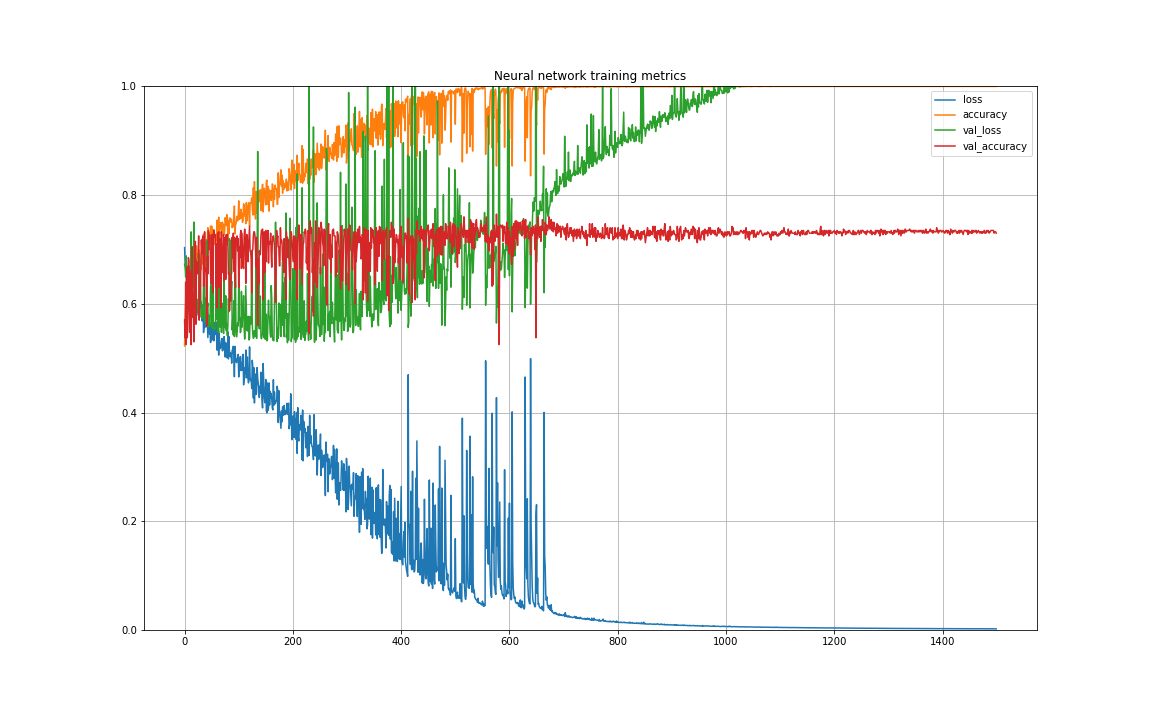 Neural network training metrics
1.0
0.8
0.6
0.4
0.2
0.0
loss
accuracy
val_loss
val_accuracy
0 200 400 600 800 1000 1200 1400